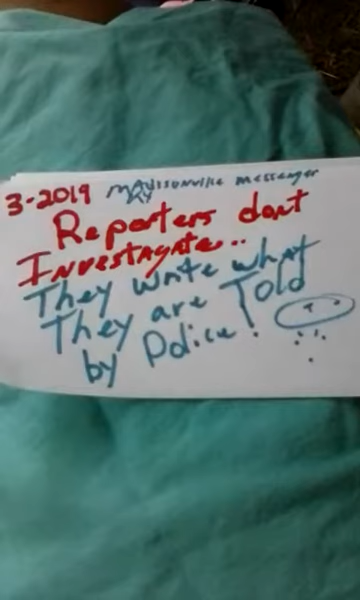 3-2019 Madisonville messenger
KY
Reporters dont
Investagate..
They write what
They are Told
by Police!